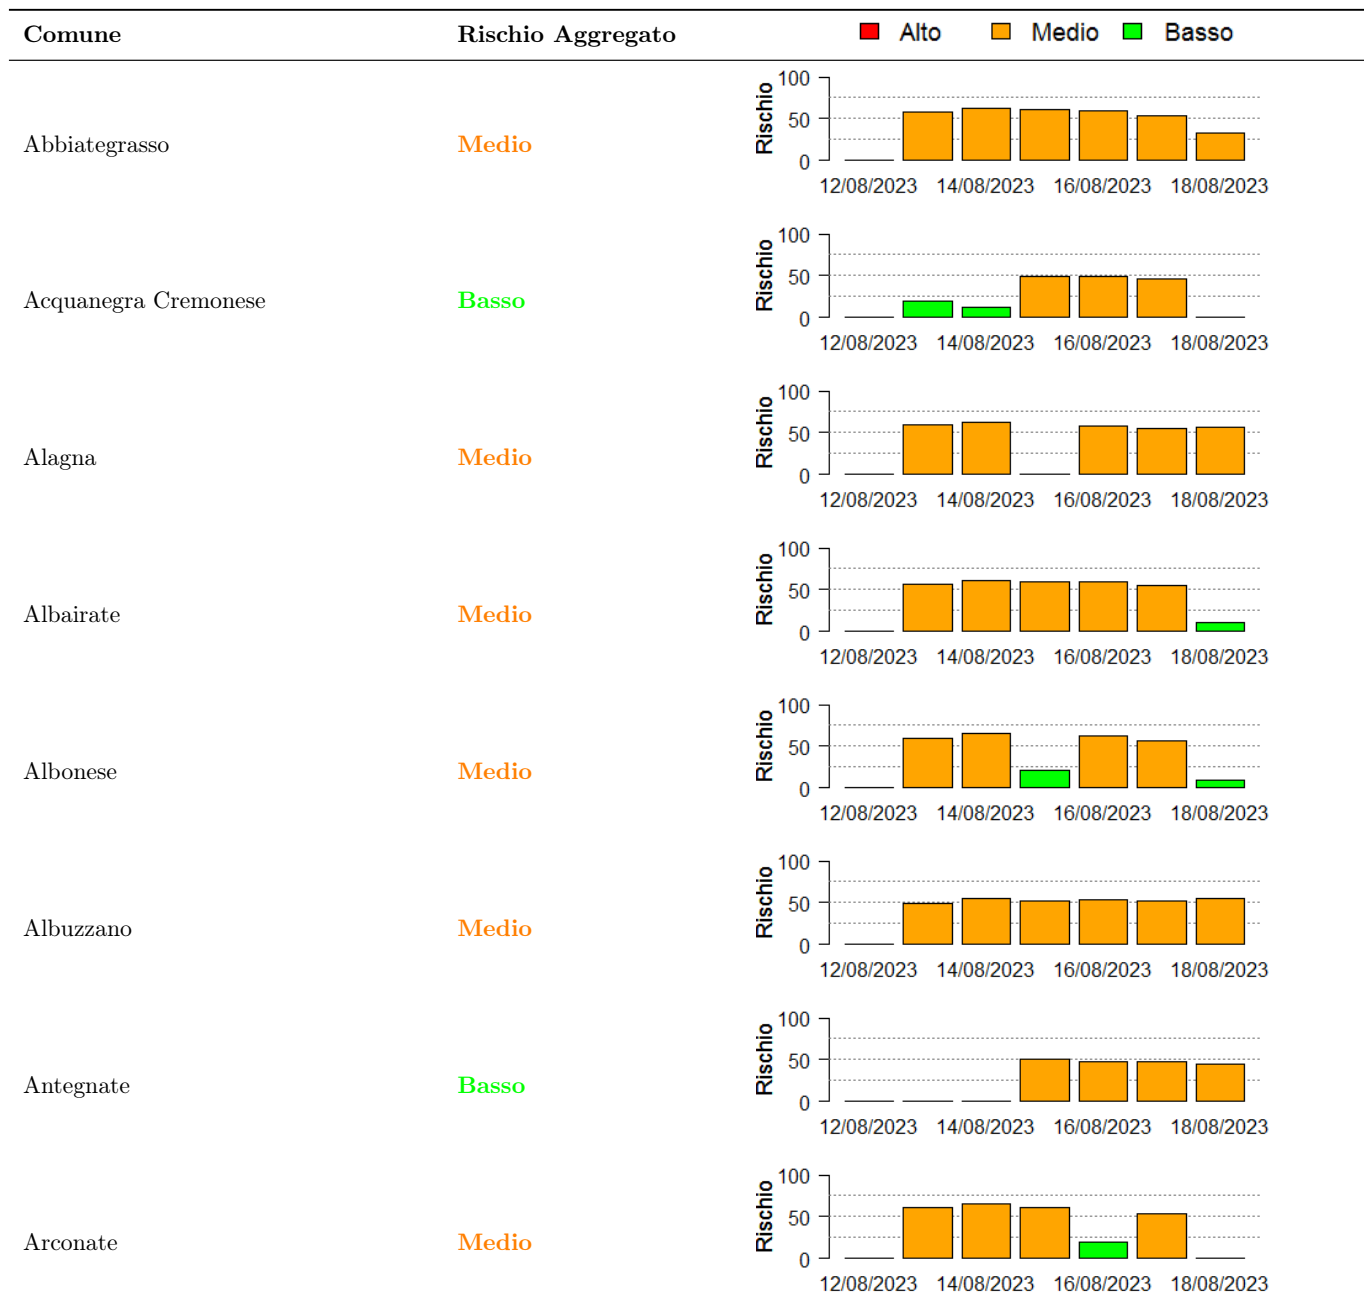 Comune Rischio Aggregato Alto Medio Basso
Abbiategrasso Medio Rischio 100 50 0
12/08/2023 14/08/2023 16/08/2023 18/08/2023
Acquanegra Cremonese Basso Rischio 100 50 0
12/08/2023 14/08/2023 16/08/2023 18/08/2023
Alagna Medio Rischio 100 50 0
12/08/2023 14/08/2023 16/08/2023 18/08/2023
Albairate Medio Rischio 100 50 0
12/08/2023 14/08/2023 16/08/2023 18/08/2023
Albonese Medio Rischio 100 50 0
12/08/2023 14/08/2023 16/08/2023 18/08/2023
Albuzzano Medio Rischio 100 50 0
12/08/2023 14/08/2023 16/08/2023 18/08/2023
Antegnate Basso Rischio 100 50 0
12/08/2023 14/08/2023 16/08/2023 18/08/2023
Arconate Medio Rischio 100 50 0
12/08/2023 14/08/2023 16/08/2023 18/08/2023